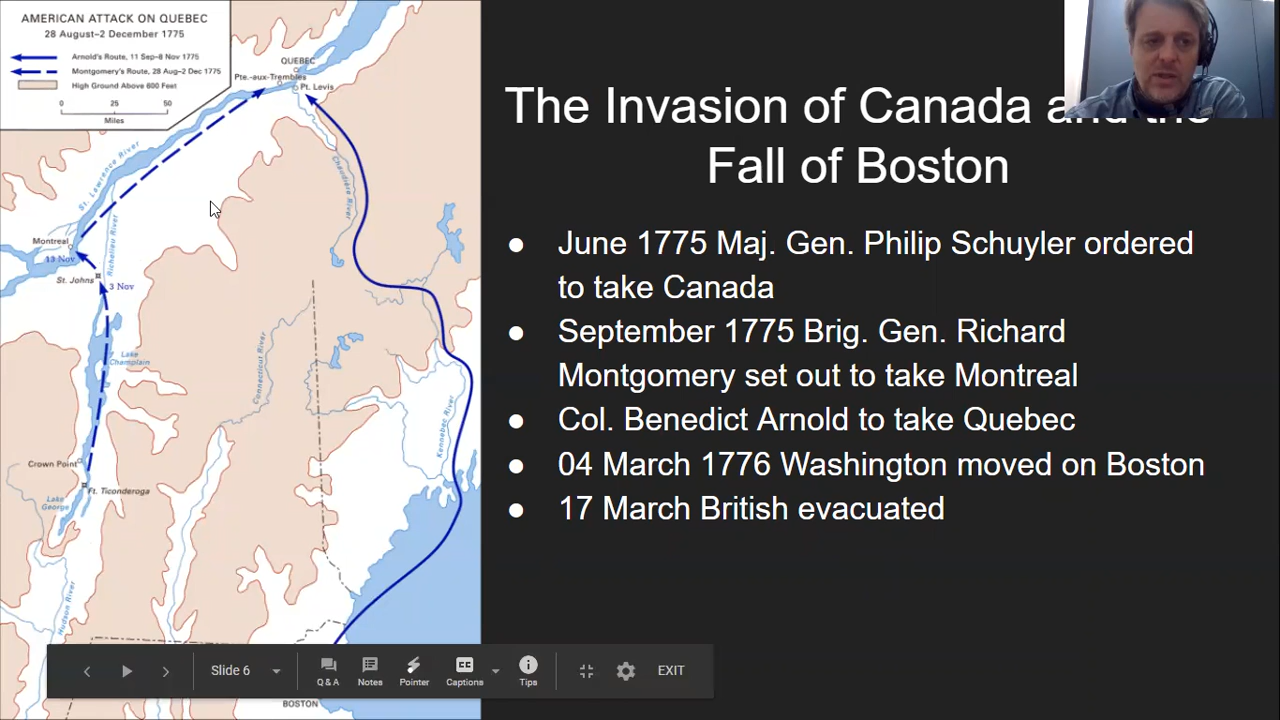 AMERICAN ATTACK ON QUEBEC
28 August–2 December 1775
Arnold's Route, 11 Sep–8 Nov 1775
Montgomery's Route, 28 Aug–2 Dec 1775
High Ground Above 600 Feet
0 25 50
Miles
QUEBEC
Pte.-aux-Trembles
Pt. Levis
St. Lawrence River
Chaudière River
Richelieu River
Montreal
13 Nov
St. Johns
3 Nov
Lake
Champlain
Connecticut River
Kennebec River
Crown Point
Ft. Ticonderoga
Lake
George
Hudson River
BOSTON
The Invasion of Canada and the
Fall of Boston
● June 1775 Maj. Gen. Philip Schuyler ordered
to take Canada
● September 1775 Brig. Gen. Richard
Montgomery set out to take Montreal
● Col. Benedict Arnold to take Quebec
● 04 March 1776 Washington moved on Boston
● 17 March British evacuated
Slide 6
Q & A
Notes
Pointer
CC
Captions
Tips
EXIT